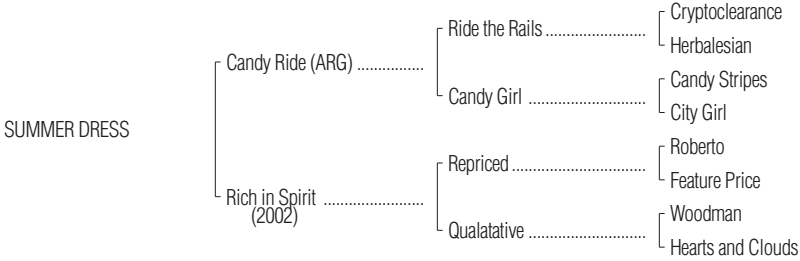 Cryptoclearance
Ride the Rails ........................
Herbalesian
Candy Ride (ARG) ................
Candy Stripes
Candy Girl ............................
City Girl
SUMMER DRESS
Roberto
Repriced ................................
Feature Price
Rich in Spirit ........................
(2002)
Woodman
Qualatative ............................
Hearts and Clouds